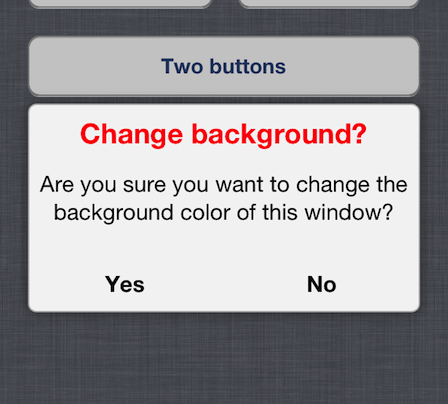 Two buttons
Change background?
Are you sure you want to change the
background color of this window?
Yes No